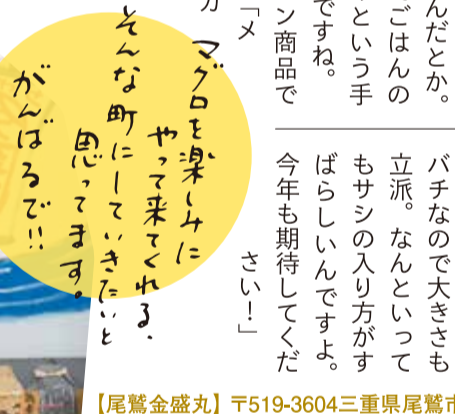 んだとか。
ごはんの
という手
ですね。
ン商品で
「メ
バチなので大きさも
立派。なんといって
もサシの入り方がす
ばらしいんですよ。
今年も期待してくだ
さい！」
マグロを楽しみに
やって来てくれる、
そんな町にしていきたいと
思ってます。
がんばるで!!
【尾鷲金盛丸】〒519-3604三重県尾鷲市